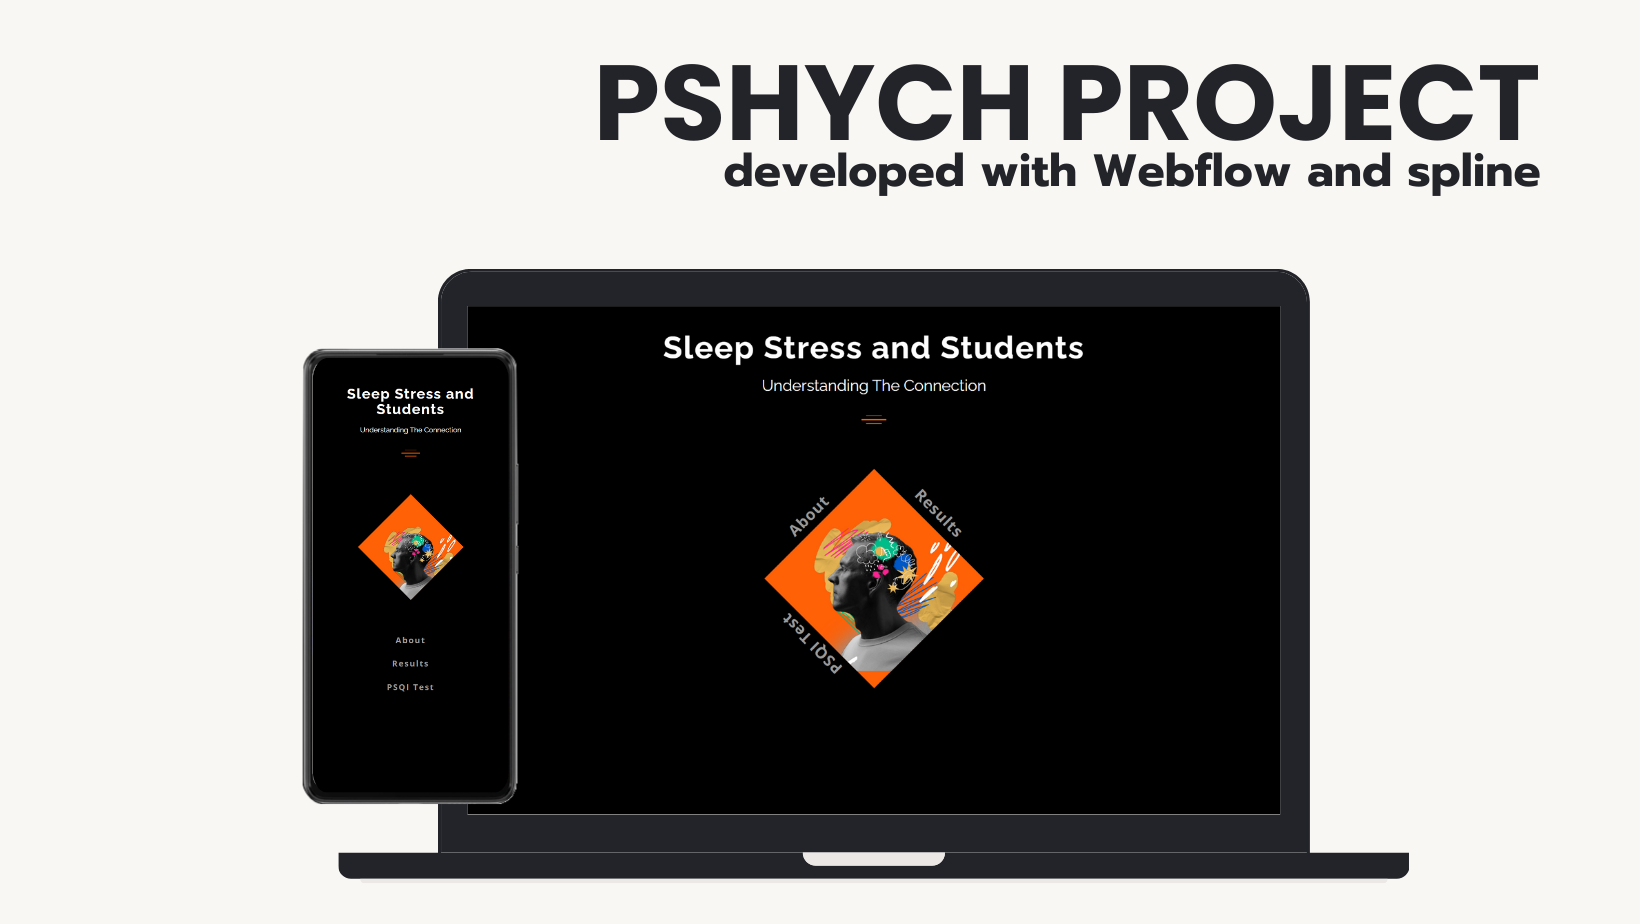 PSHYCH PROJECT
developed with Webflow and spline
Sleep Stress and Students
Understanding The Connection
About
Results
PSQI Test
Sleep Stress and
Students
Understanding The Connection
About
Results
PSQI Test